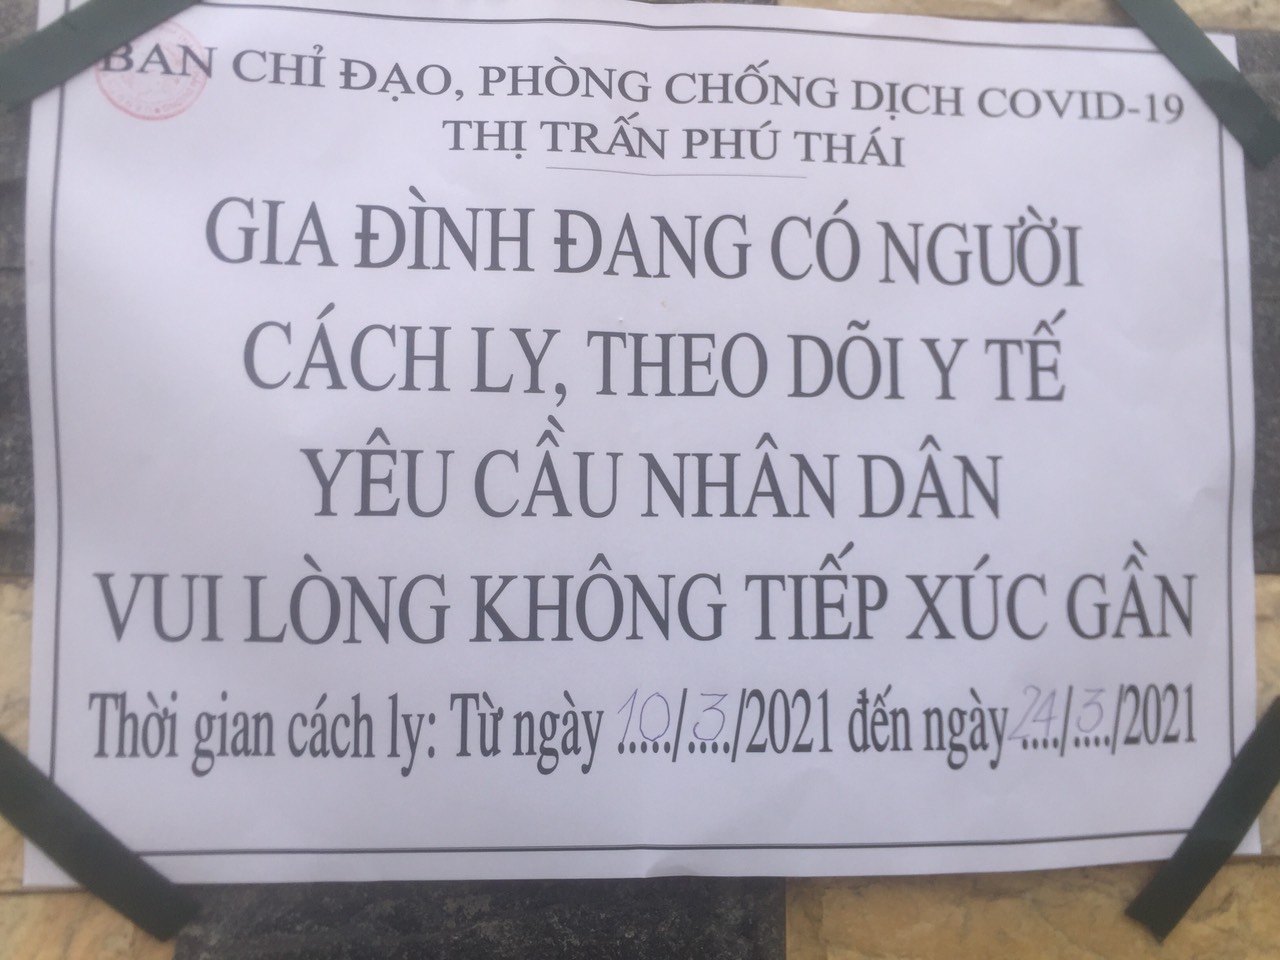 BAN CHỈ ĐẠO, PHÒNG CHỐNG DỊCH COVID-19
THỊ TRẤN PHÚ THÁI
GIA ĐÌNH ĐANG CÓ NGƯỜI
CÁCH LY, THEO DÕI Y TẾ
YÊU CẦU NHÂN DÂN
VUI LÒNG KHÔNG TIẾP XÚC GẦN
Thời gian cách ly: Từ ngày 10/3/2021 đến ngày 24/3/2021